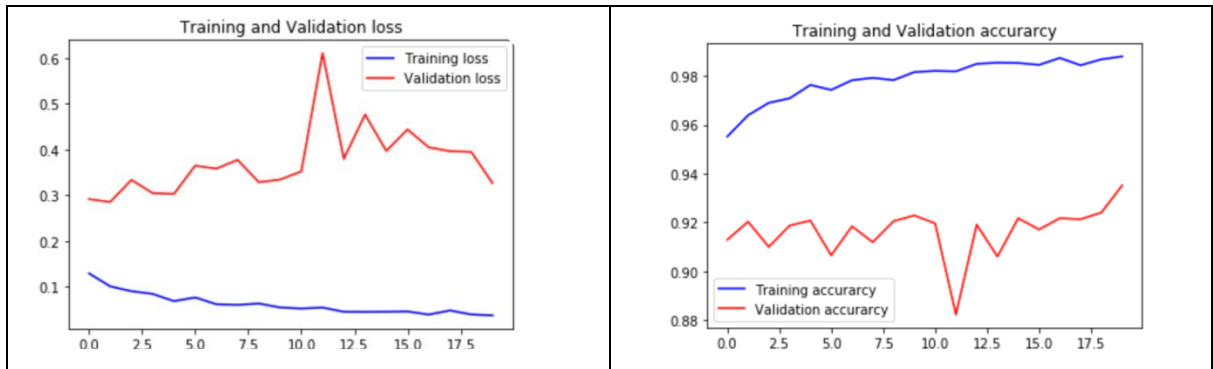 Training and Validation loss
0.6
0.5
0.4
0.3
0.2
0.1
Training loss
Validation loss
0.0 2.5 5.0 7.5 10.0 12.5 15.0 17.5
Training and Validation accurarcy
0.98
0.96
0.94
0.92
0.90
0.88
Training accurarcy
Validation accurarcy
0.0 2.5 5.0 7.5 10.0 12.5 15.0 17.5